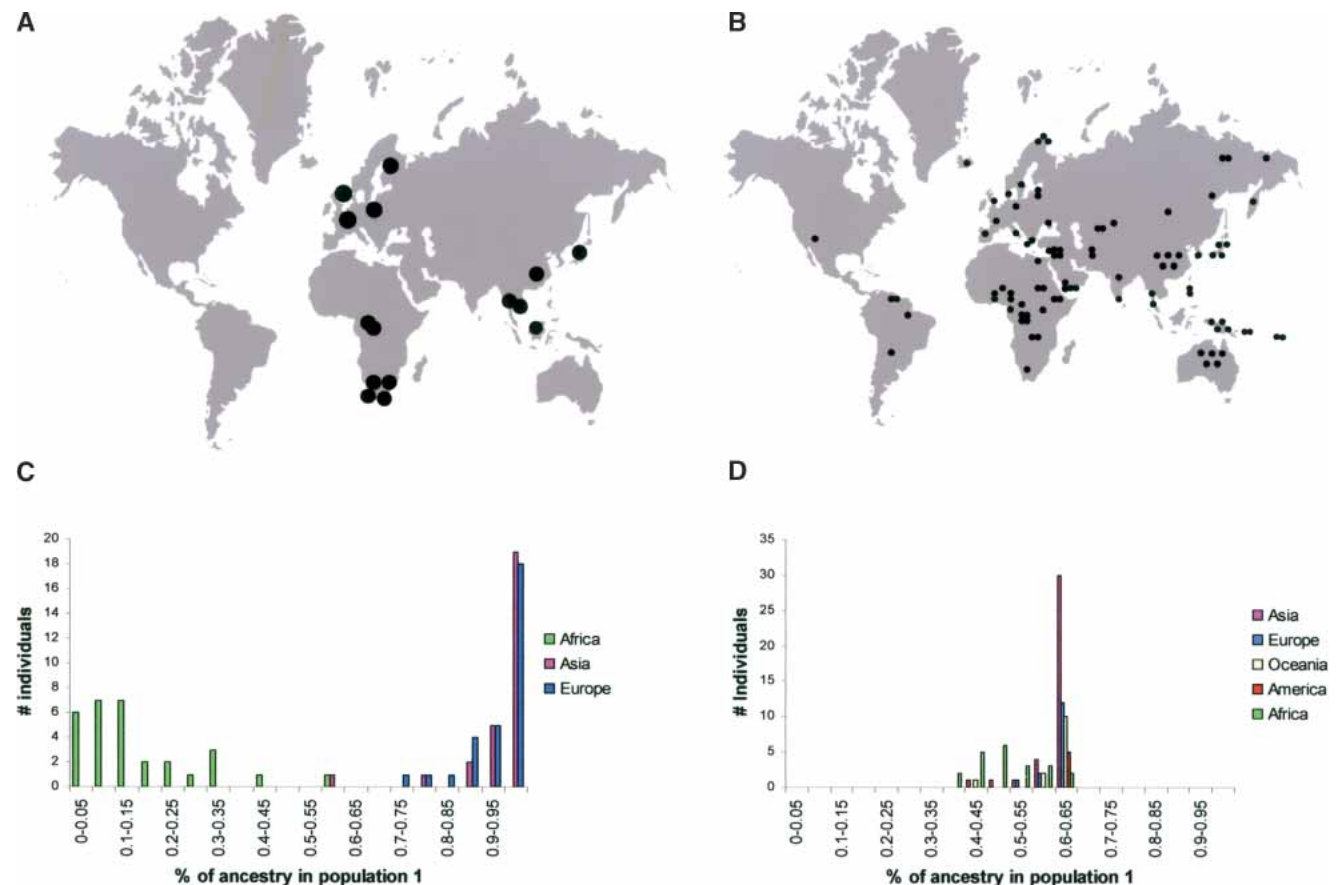 A
B
C
20
18
16
14
12
10
8
6
4
2
0
# individuals
0-0.05
0.1-0.15
0.2-0.25
0.3-0.35
0.4-0.45
0.5-0.55
0.6-0.65
0.7-0.75
0.8-0.85
0.9-0.95
% of ancestry in population 1
Africa
Asia
Europe
D
35
30
25
20
15
10
5
0
# Individuals
0-0.05
0.1-0.15
0.2-0.25
0.3-0.35
0.4-0.45
0.5-0.55
0.6-0.65
0.7-0.75
0.8-0.85
0.9-0.95
% of ancestry in population 1
Asia
Europe
Oceania
America
Africa